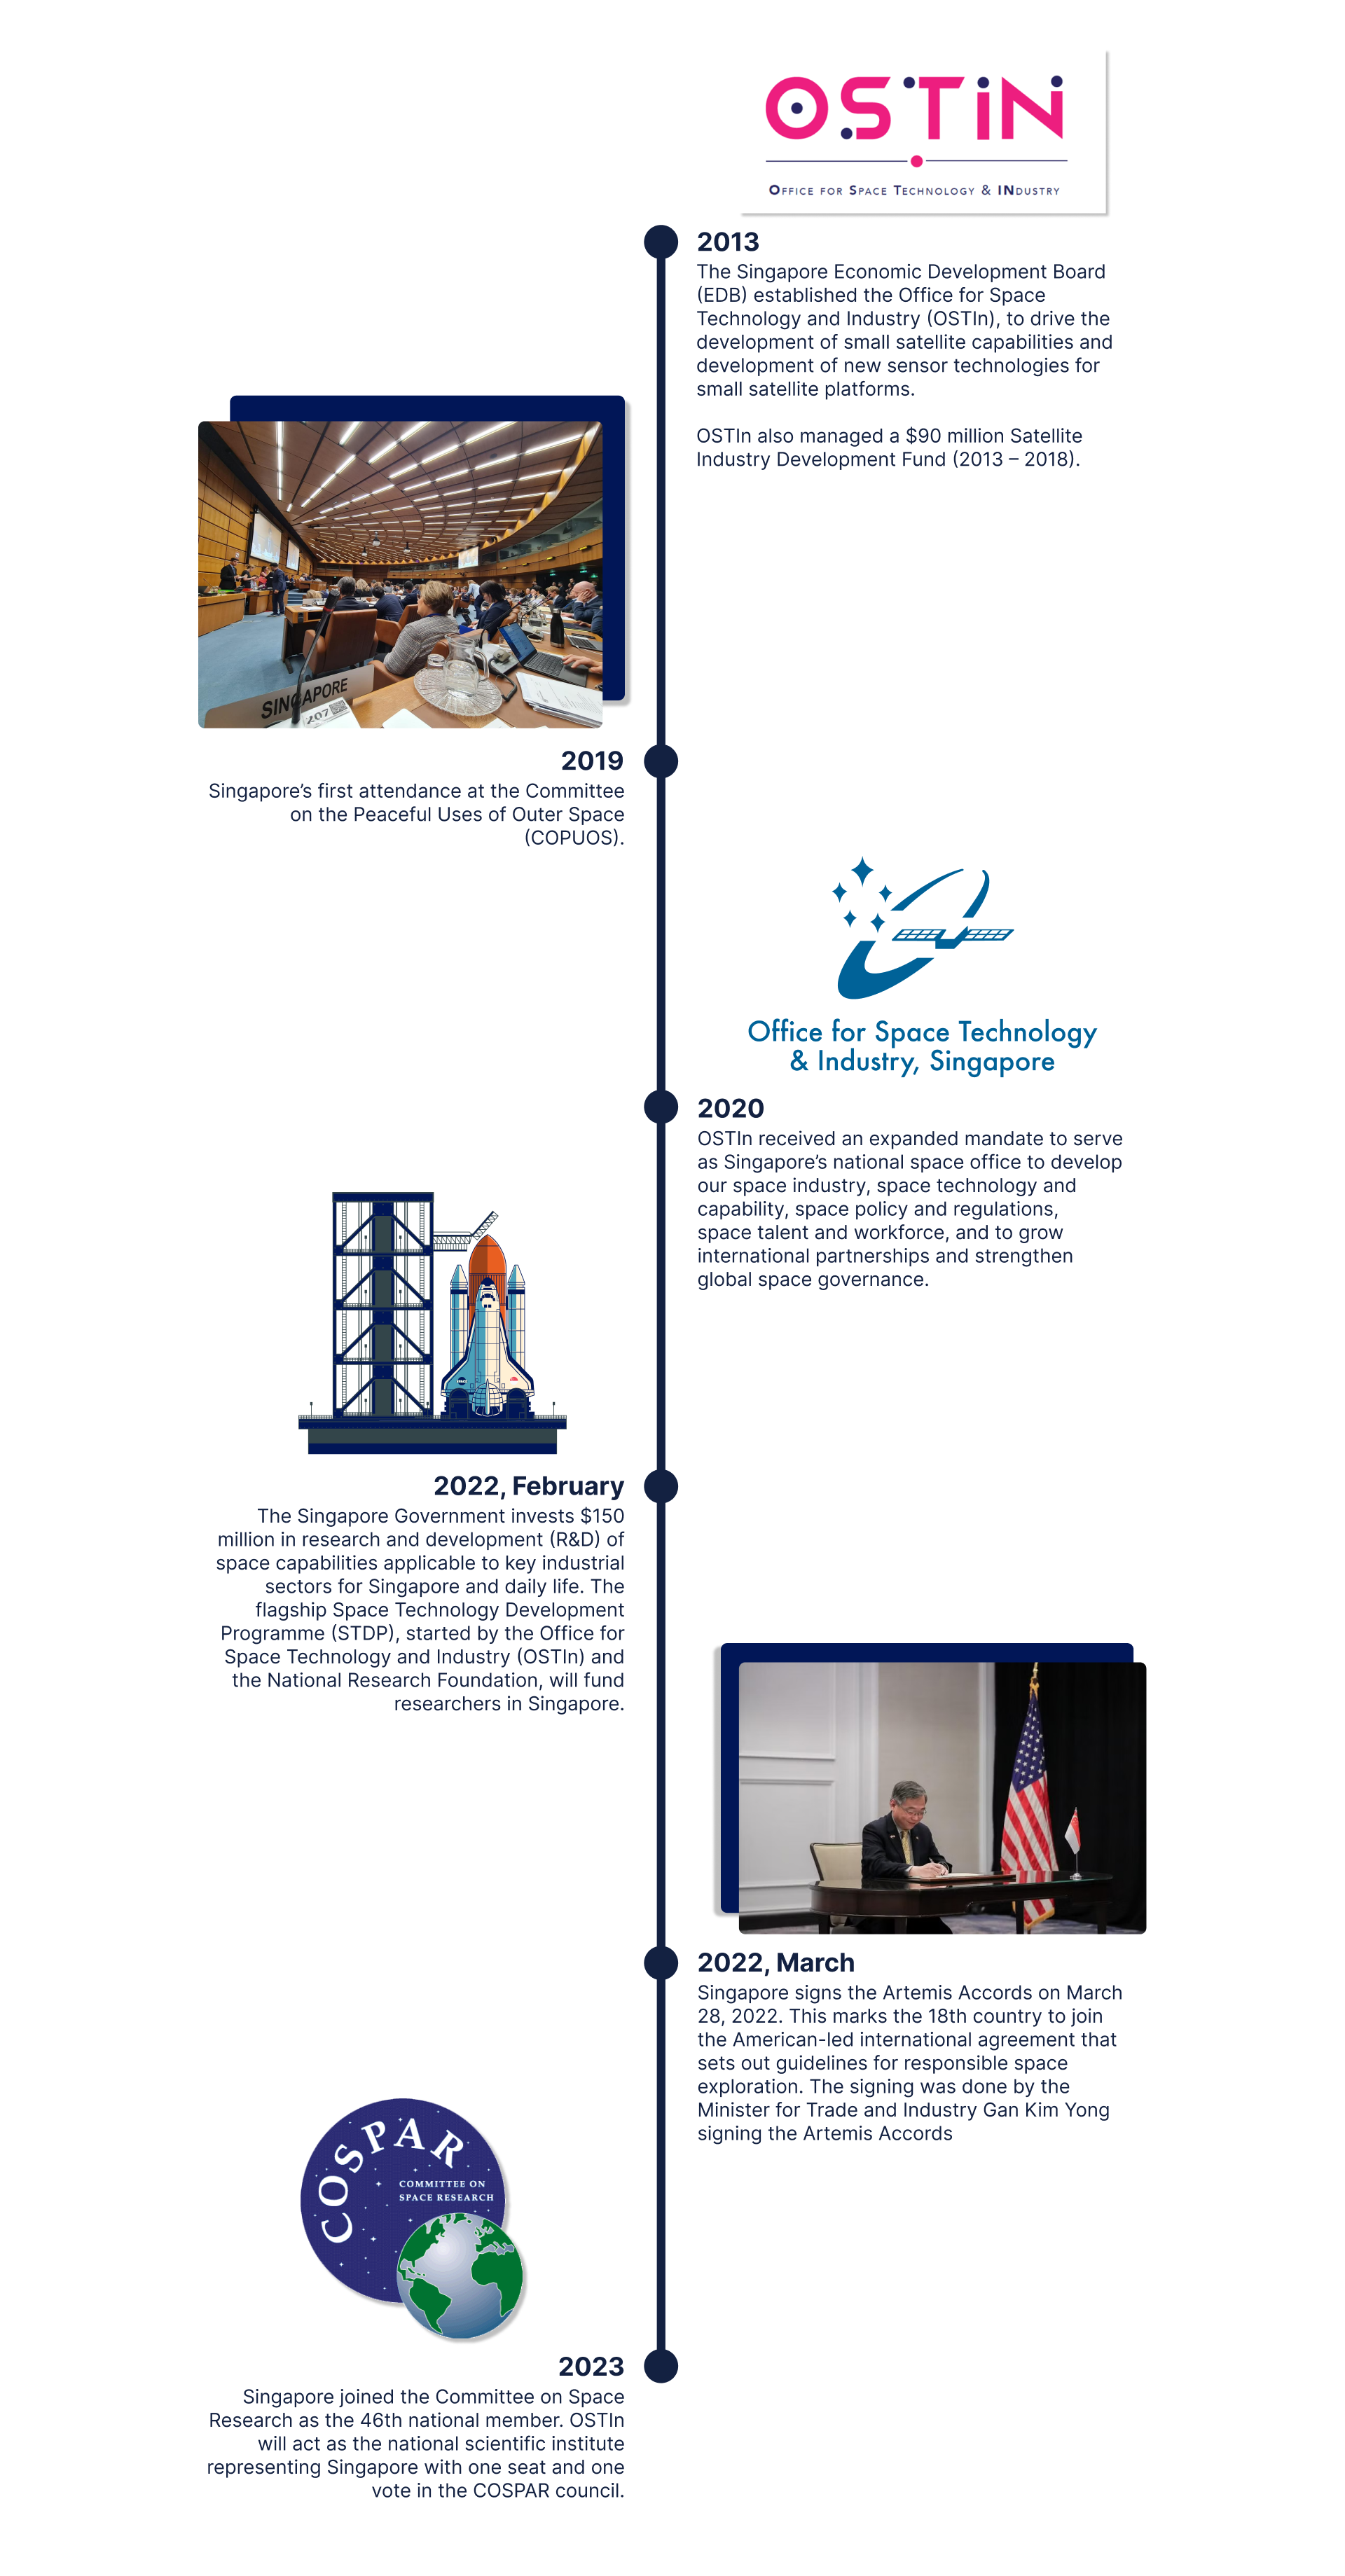 OSTIN
OFFICE FOR SPACE TECHNOLOGY & INDUSTRY
2013
The Singapore Economic Development Board
(EDB) established the Office for Space
Technology and Industry (OSTIn), to drive the
development of small satellite capabilities and
development of new sensor technologies for
small satellite platforms.
OSTIn also managed a $90 million Satellite
Industry Development Fund (2013 – 2018).
SINGAPORE
207
2019
Singapore’s first attendance at the Committee
on the Peaceful Uses of Outer Space
(COPUOS).
Office for Space Technology
& Industry, Singapore
2020
OSTIn received an expanded mandate to serve
as Singapore’s national space office to develop
our space industry, space technology and
capability, space policy and regulations,
space talent and workforce, and to grow
international partnerships and strengthen
global space governance.
2022, February
The Singapore Government invests $150
million in research and development (R&D) of
space capabilities applicable to key industrial
sectors for Singapore and daily life. The
flagship Space Technology Development
Programme (STDP), started by the Office for
Space Technology and Industry (OSTIn) and
the National Research Foundation, will fund
researchers in Singapore.
2022, March
Singapore signs the Artemis Accords on March
28, 2022. This marks the 18th country to join
the American-led international agreement that
sets out guidelines for responsible space
exploration. The signing was done by the
Minister for Trade and Industry Gan Kim Yong
signing the Artemis Accords
COSPAR
COMMITTEE ON
SPACE RESEARCH
2023
Singapore joined the Committee on Space
Research as the 46th national member. OSTIn
will act as the national scientific institute
representing Singapore with one seat and one
vote in the COSPAR council.